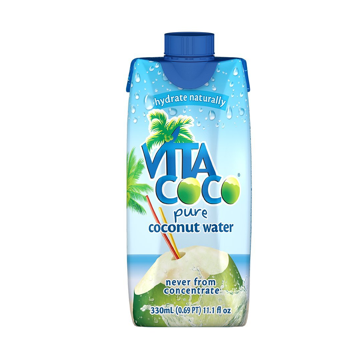 hydrate naturally
VITA
COCO®
pure
coconut water
never from
concentrate
330mL (0.69 PT) 11.1 fl oz